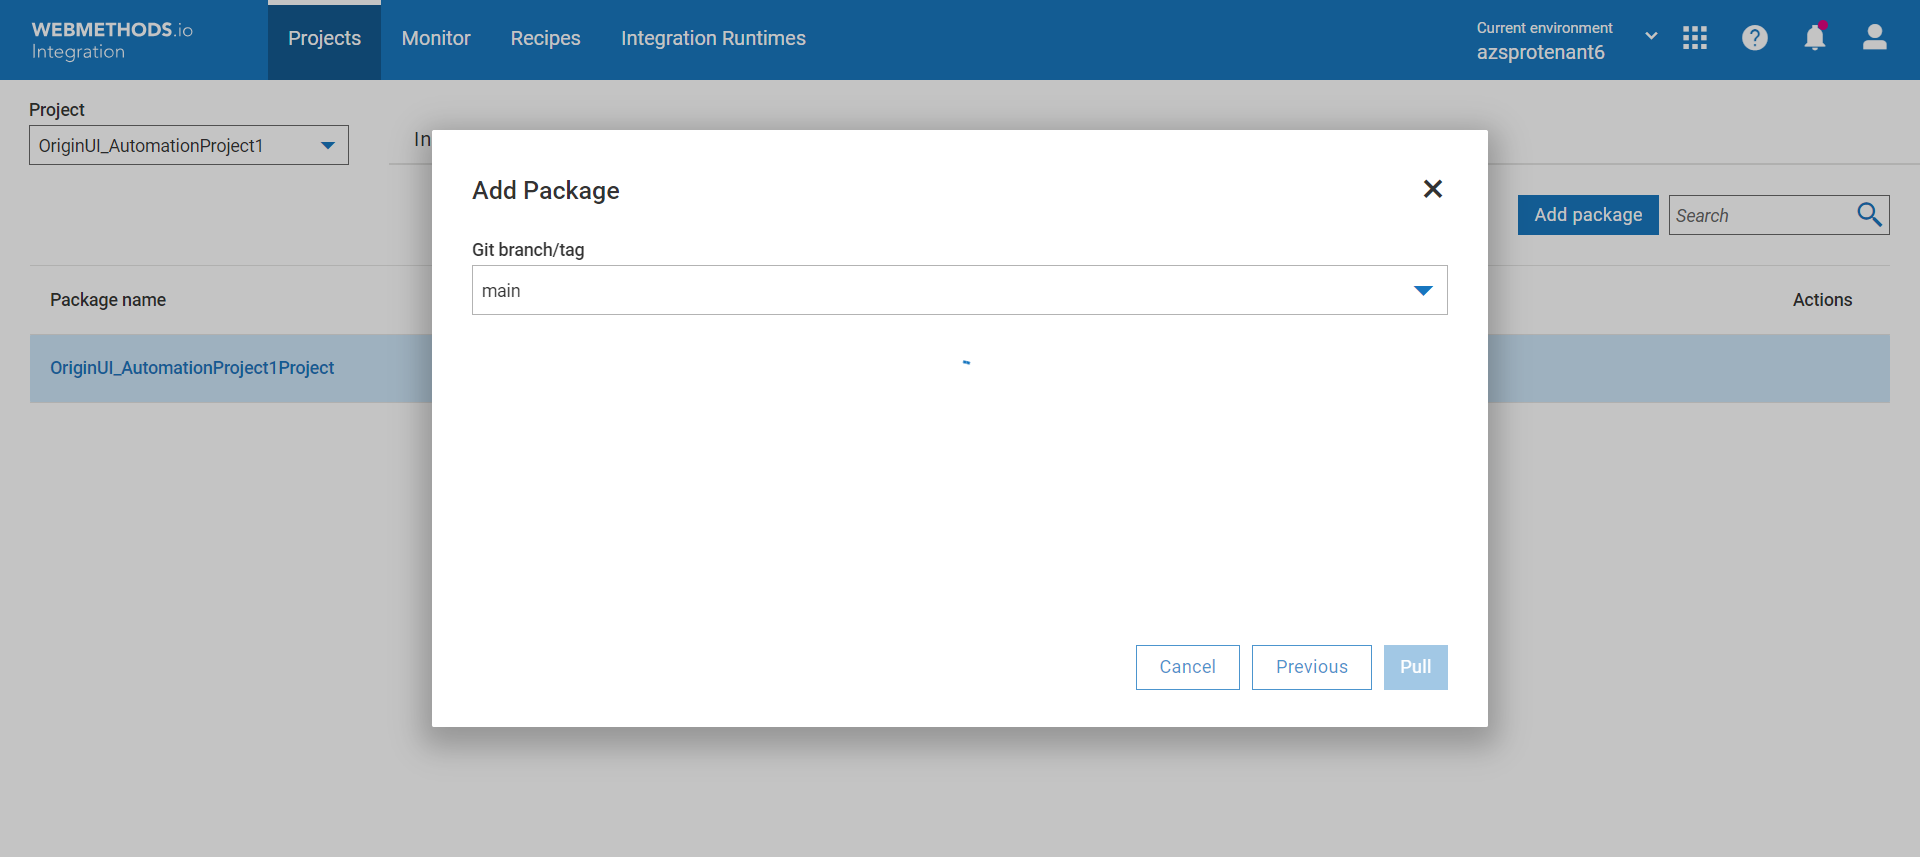 WEBMETHODS.io
Integration
Projects
Monitor
Recipes
Integration Runtimes
Current environment
azsprotenant6
Project
OriginUI_AutomationProject1
In
Add Package
Add package
Search
Git branch/tag
main
Package name
Actions
OriginUI_AutomationProject1Project
Cancel
Previous
Pull